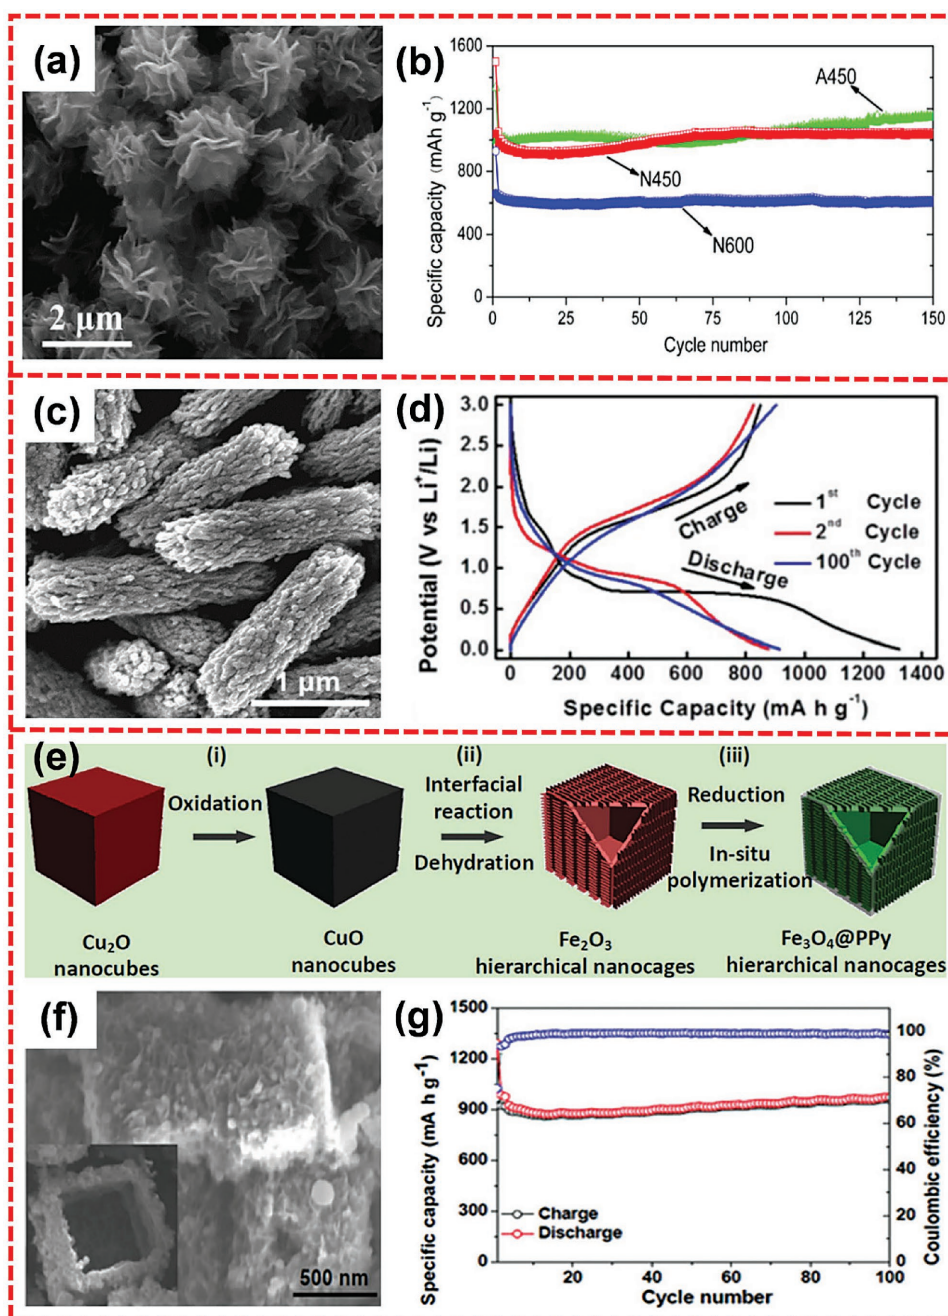 (a)
2 μm
(b)
1600
1200
800
400
0
Specific capacity (mAh g⁻¹)
A450
N450
N600
0 25 50 75 100 125 150
Cycle number
(c)
1 μm
(d)
3.0
2.5
2.0
1.5
1.0
0.5
0.0
Potential (V vs Li⁺/Li)
Charge
1ˢᵗ Cycle
2ⁿᵈ Cycle
100ᵗʰ Cycle
Discharge
0 200 400 600 800 1000 1200 1400
Specific Capacity (mA h g⁻¹)
(e)
(i)
Oxidation
(ii)
Interfacial
reaction
Dehydration
(iii)
Reduction
In-situ
polymerization
Cu₂O
nanocubes
CuO
nanocubes
Fe₂O₃
hierarchical nanocages
Fe₃O₄@PPy
hierarchical nanocages
(f)
500 nm
(g)
1500
1200
900
600
300
0
Specific capacity (mA h g⁻¹)
Charge
Discharge
100
80
60
40
20
0
Coulombic efficiency (%)
20 40 60 80 100
Cycle number